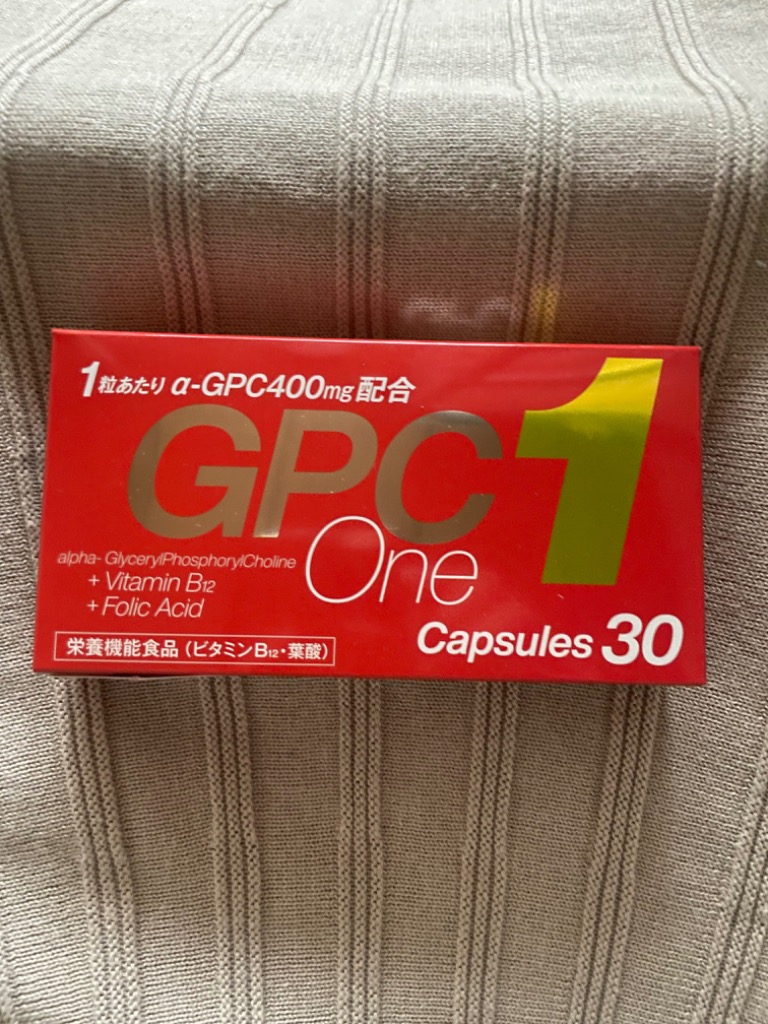 1粒あたり α-GPC400mg配合
GPC1
One
alpha- GlycerylPhosphorylCholine
+ Vitamin B12
+ Folic Acid
Capsules 30
栄養機能食品(ビタミンB12・葉酸)